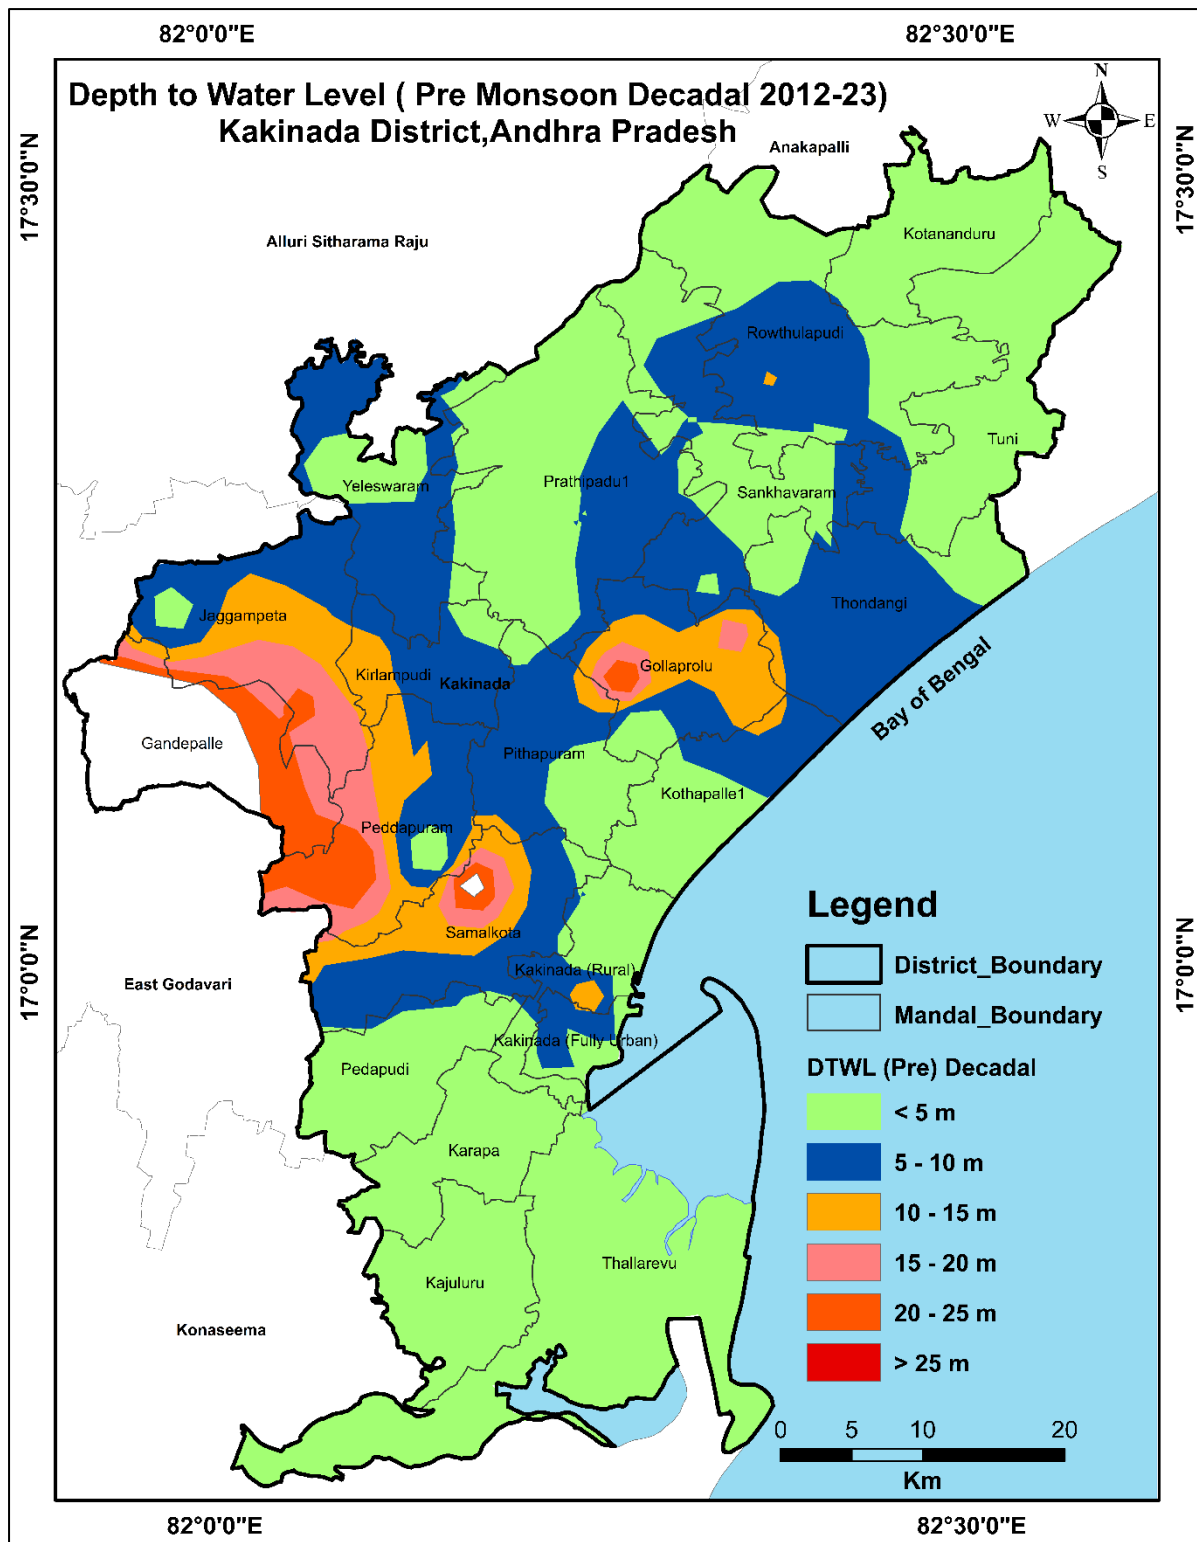 82°0'0"E
82°30'0"E
Depth to Water Level ( Pre Monsoon Decadal 2012-23)
Kakinada District,Andhra Pradesh
N
W
E
S
17°30'0"N
17°30'0"N
Anakapalli
Alluri Sitharama Raju
Kotananduru
Rowthulapudi
Tuni
Yeleswaram
Prathipadu1
Sankhavaram
Thondangi
Jaggampeta
Kirlampudi
Kakinada
Gollaprolu
Gandepalle
Pithapuram
Bay of Bengal
Kothapalle1
Peddapuram
Samalkota
Kakinada (Rural)
East Godavari
17°0'0"N
17°0'0"N
Kakinada (Fully Urban)
Pedapudi
Karapa
Thallarevu
Kajuluru
Konaseema
Legend
District_Boundary
Mandal_Boundary
DTWL (Pre) Decadal
< 5 m
5 - 10 m
10 - 15 m
15 - 20 m
20 - 25 m
> 25 m
0 5 10 20
Km
82°0'0"E
82°30'0"E